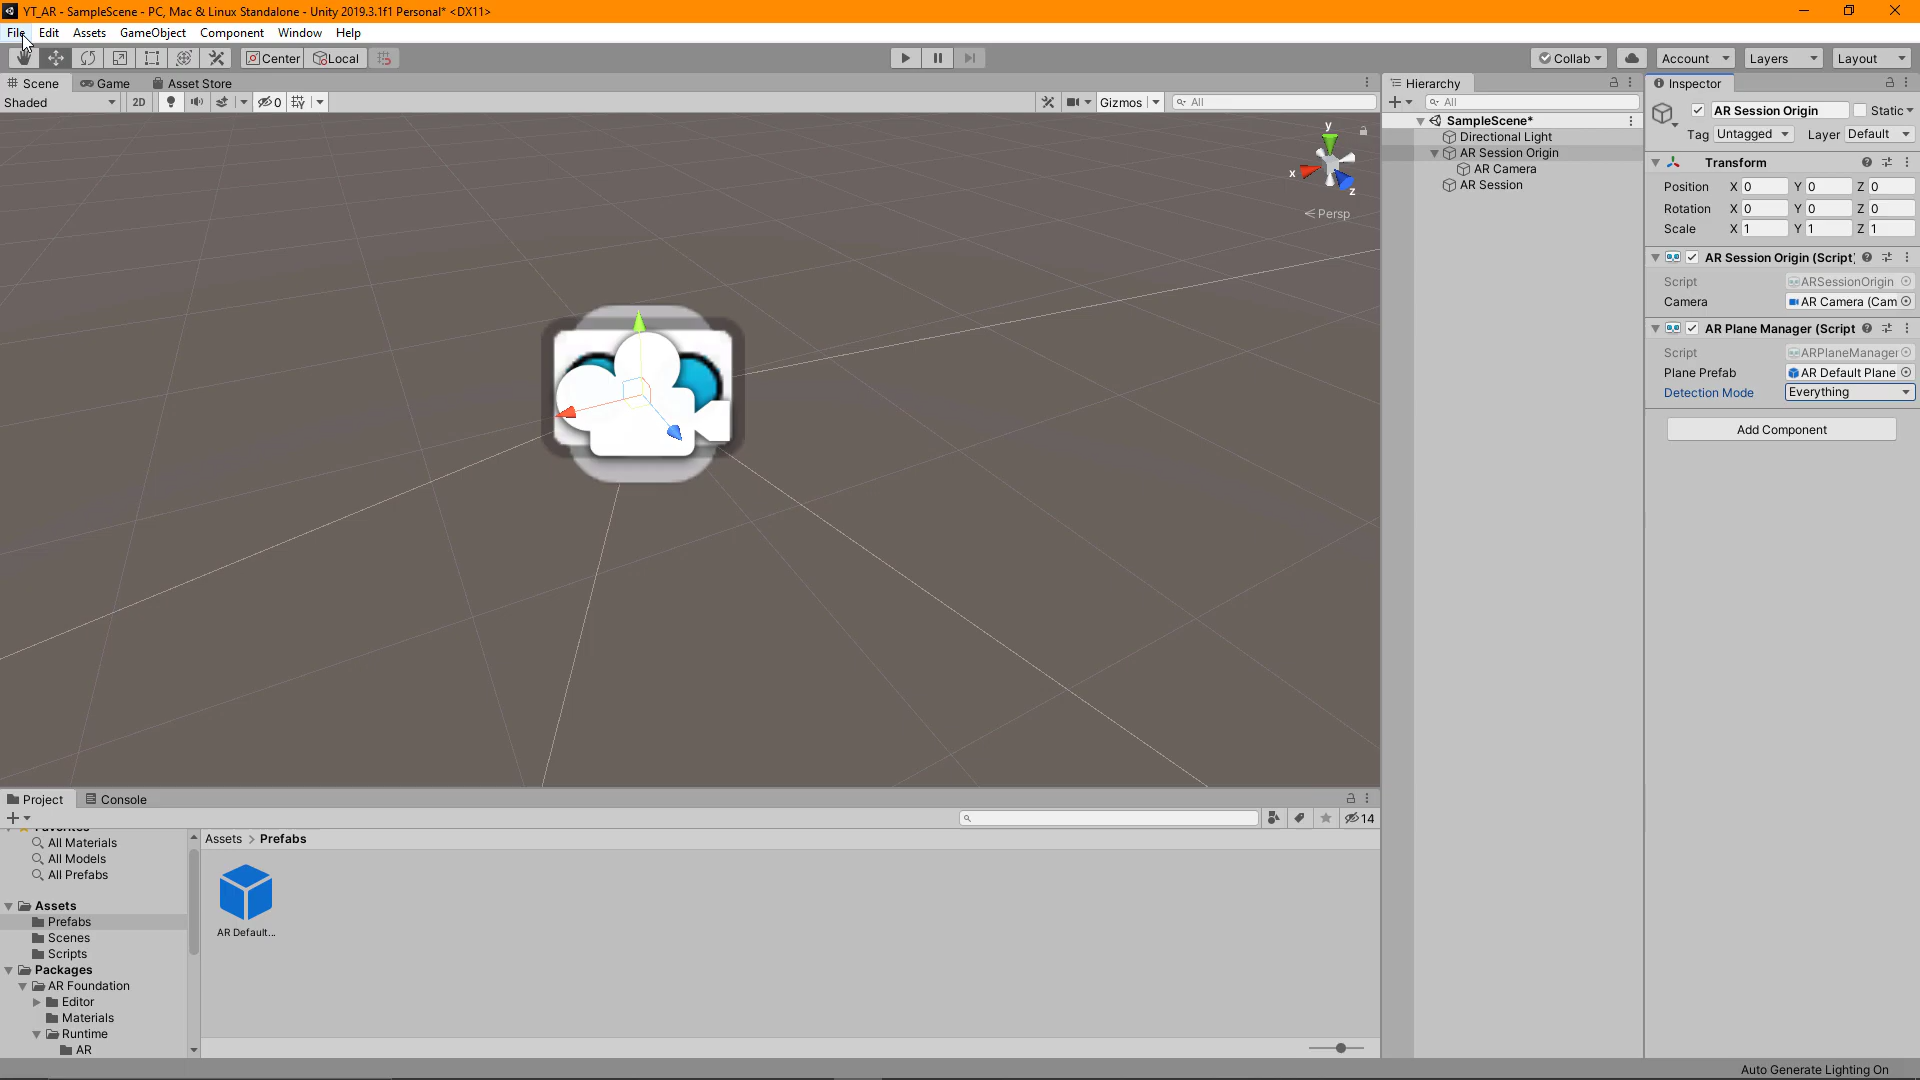 YT_AR - SampleScene - PC, Mac & Linux Standalone - Unity 2019.3.1f1 Personal* <DX11>
File Edit Assets GameObject Component Window Help
Center Local Collab Account Layers Layout
Scene Game Asset Store
Shaded 2D 0 Gizmos All
y
x
z
Persp
Hierarchy
All
SampleScene*
Directional Light
AR Session Origin
AR Camera
AR Session
Inspector
AR Session Origin Static
Tag Untagged Layer Default
Transform
Position X 0 Y 0 Z 0
Rotation X 0 Y 0 Z 0
Scale X 1 Y 1 Z 1
AR Session Origin (Script)
Script ARSessionOrigin
Camera AR Camera (Cam
AR Plane Manager (Script
Script ARPlaneManager
Plane Prefab AR Default Plane
Detection Mode Everything
Add Component
Project Console
14
All Materials
All Models
All Prefabs
Assets
Prefabs
Scenes
Scripts
Packages
AR Foundation
Editor
Materials
Runtime
AR
Assets > Prefabs
AR Default...
Auto Generate Lighting On